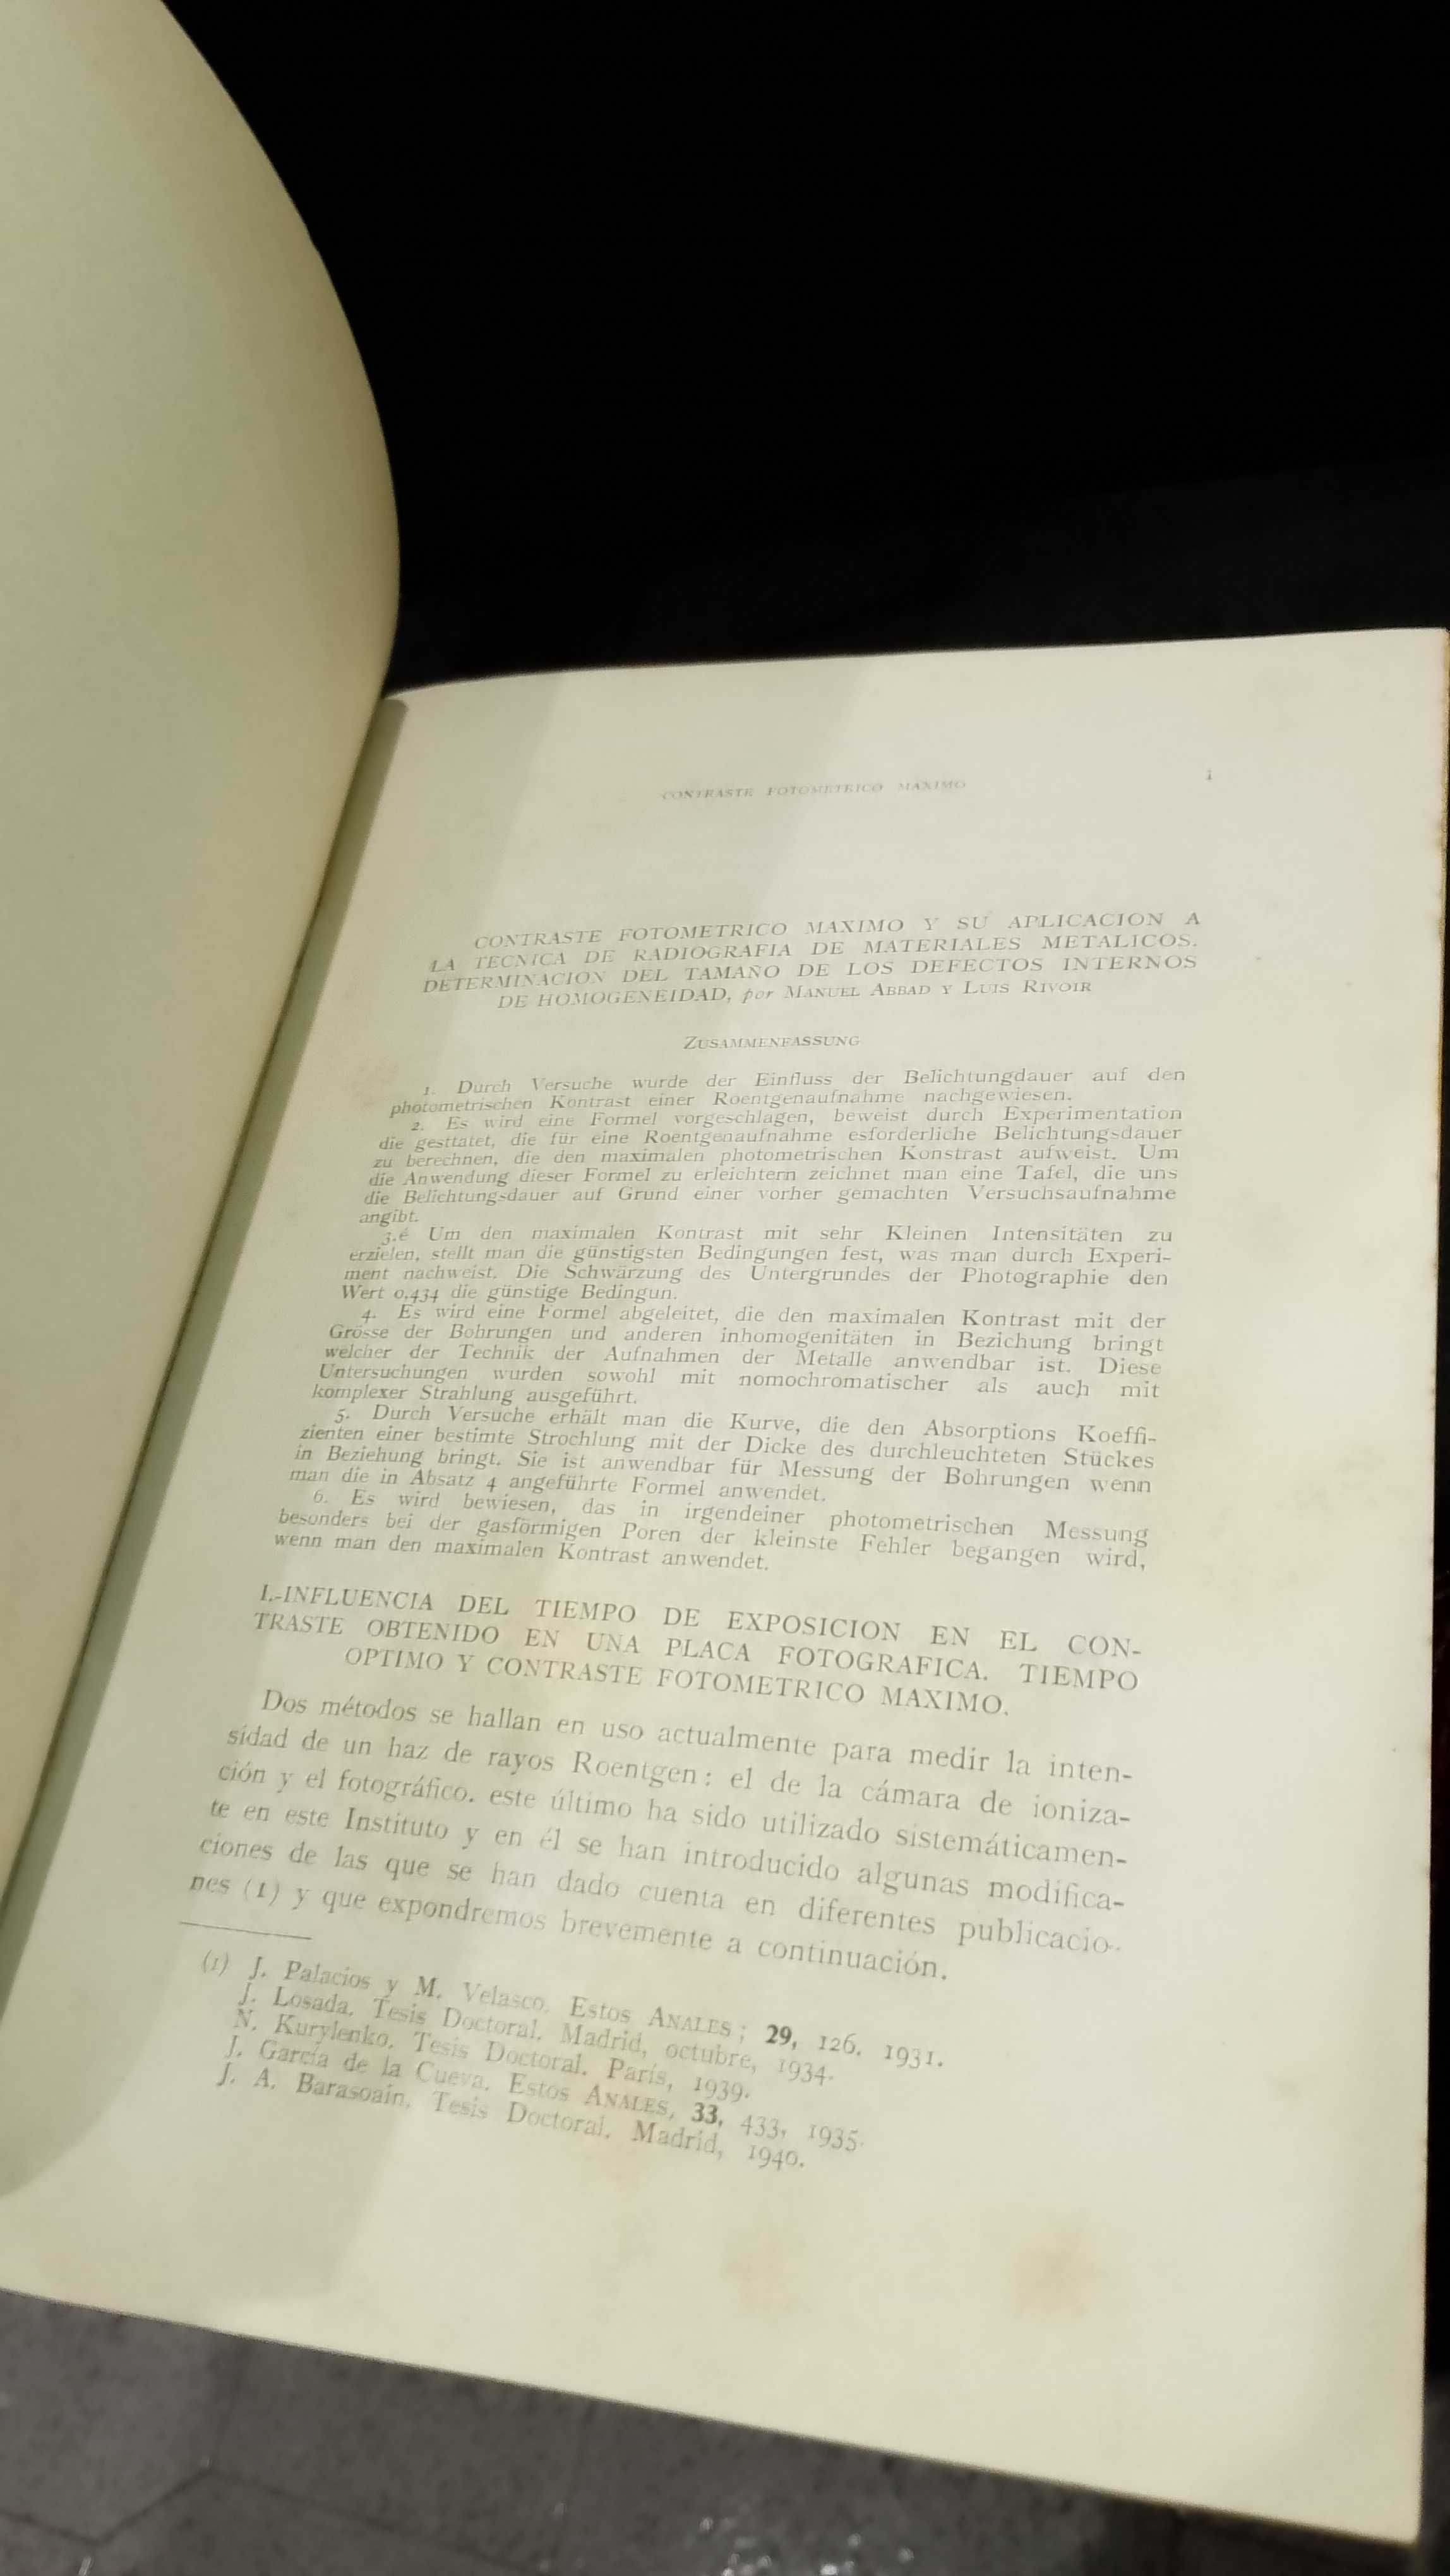 CONTRASTE FOTOMETRICO MAXIMO
1
CONTRASTE FOTOMETRICO MAXIMO Y SU APLICACION A
LA TECNICA DE RADIOGRAFIA DE MATERIALES METALICOS.
DETERMINACION DEL TAMAÑO DE LOS DEFECTOS INTERNOS
DE HOMOGENEIDAD, por MANUEL ABBAD Y LUIS RIVOIR
ZUSAMMENFASSUNG
1. Durch Versuche wurde der Einfluss der Belichtungdauer auf den
photometrischen Kontrast einer Roentgenaufnahme nachgewiesen.
2. Es wird eine Formel vorgeschlagen, beweist durch Experimentation
die gesttatet, die für eine Roentgenaufnahme esforderliche Belichtungsdauer
zu berechnen, die den maximalen photometrischen Konstrast aufweist. Um
die Anwendung dieser Formel zu erleichtern zeichnet man eine Tafel, die uns
die Belichtungsdauer auf Grund einer vorher gemachten Versuchsaufnahme
angibt.
3.é Um den maximalen Kontrast mit sehr Kleinen Intensitäten zu
erzielen, stellt man die günstigsten Bedingungen fest, was man durch Experi-
ment nachweist. Die Schwärzung des Untergrundes der Photographie den
Wert 0,434 die günstige Bedingun.
4. Es wird eine Formel abgeleitet, die den maximalen Kontrast mit der
Grösse der Bohrungen und anderen inhomogenitäten in Bezichung bringt
welcher der Technik der Aufnahmen der Metalle anwendbar ist. Diese
Untersuchungen wurden sowohl mit nomochromatischer als auch mit
komplexer Strahlung ausgeführt.
5. Durch Versuche erhält man die Kurve, die den Absorptions Koeffi-
zienten einer bestimte Strochlung mit der Dicke des durchleuchteten Stückes
in Beziehung bringt. Sie ist anwendbar für Messung der Bohrungen wenn
man die in Absatz 4 angeführte Formel anwendet.
6. Es wird bewiesen, das in irgendeiner photometrischen Messung
besonders bei der gasförmigen Poren der kleinste Fehler begangen wird,
wenn man den maximalen Kontrast anwendet.
I.-INFLUENCIA DEL TIEMPO DE EXPOSICION EN EL CON-
TRASTE OBTENIDO EN UNA PLACA FOTOGRAFICA. TIEMPO
OPTIMO Y CONTRASTE FOTOMETRICO MAXIMO.
Dos métodos se hallan en uso actualmente para medir la inten-
sidad de un haz de rayos Roentgen: el de la cámara de ioniza-
ción y el fotográfico. este último ha sido utilizado sistemáticamen-
te en este Instituto y en él se han introducido algunas modifica-
ciones de las que se han dado cuenta en diferentes publicacio-
nes (1) y que expondremos brevemente a continuación.
(1) J. Palacios y M. Velasco. Estos ANALES; 29, 126. 1931.
J. Losada. Tesis Doctoral. Madrid, octubre, 1934.
N. Kurylenko. Tesis Doctoral. París, 1939.
J. García de la Cueva. Estos ANALES, 33, 433, 1935.
J. A. Barasoain, Tesis Doctoral. Madrid, 1940.